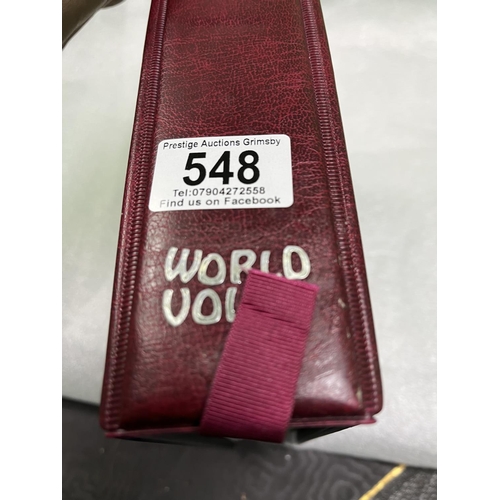 Prestige Auctions Grimsby
548
Tel:07904272558
Find us on Facebook
WORLD